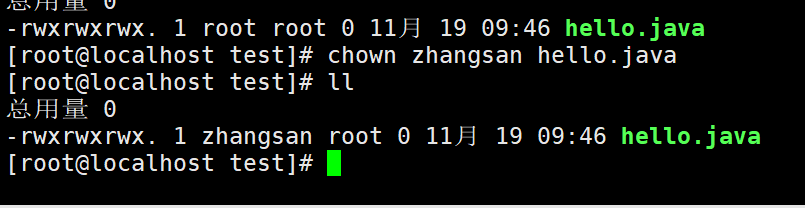 总用量 0
-rwxrwxrwx. 1 root root 0 11月 19 09:46 hello.java
[root@localhost test]# chown zhangsan hello.java
[root@localhost test]# ll
总用量 0
-rwxrwxrwx. 1 zhangsan root 0 11月 19 09:46 hello.java
[root@localhost test]#